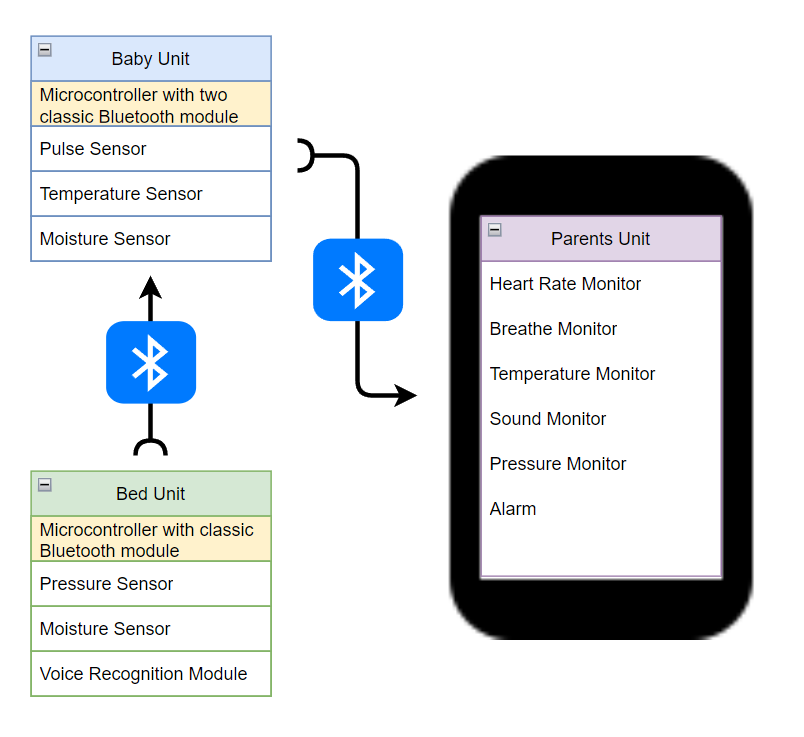 Baby Unit
Microcontroller with two
classic Bluetooth module
Pulse Sensor
Temperature Sensor
Moisture Sensor
Bed Unit
Microcontroller with classic
Bluetooth module
Pressure Sensor
Moisture Sensor
Voice Recognition Module
Parents Unit
Heart Rate Monitor
Breathe Monitor
Temperature Monitor
Sound Monitor
Pressure Monitor
Alarm